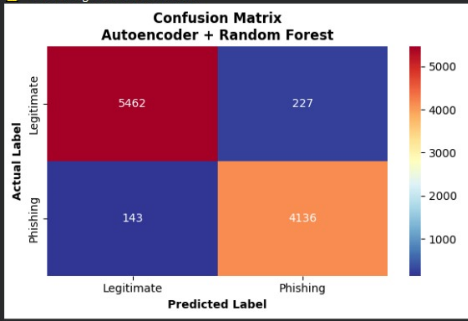 Confusion Matrix
Autoencoder + Random Forest
Actual Label
Legitimate
5462
227
Phishing
143
4136
Legitimate
Phishing
Predicted Label
5000
4000
3000
2000
1000